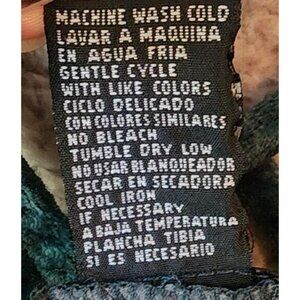 MACHINE WASH COLD
LAVAR A MAQUINA
EN AGUA FRIA
GENTLE CYCLE
WITH LIKE COLORS
CICLO DELICADO
CON COLORES SIMILARES
NO BLEACH
TUMBLE DRY LOW
NO USAR BLANQUEADOR
SECAR EN SECADORA
COOL IRON
IF NECESSARY
A BAJA TEMPERATURA
PLANCHA TIBIA
SI ES NECESARIO